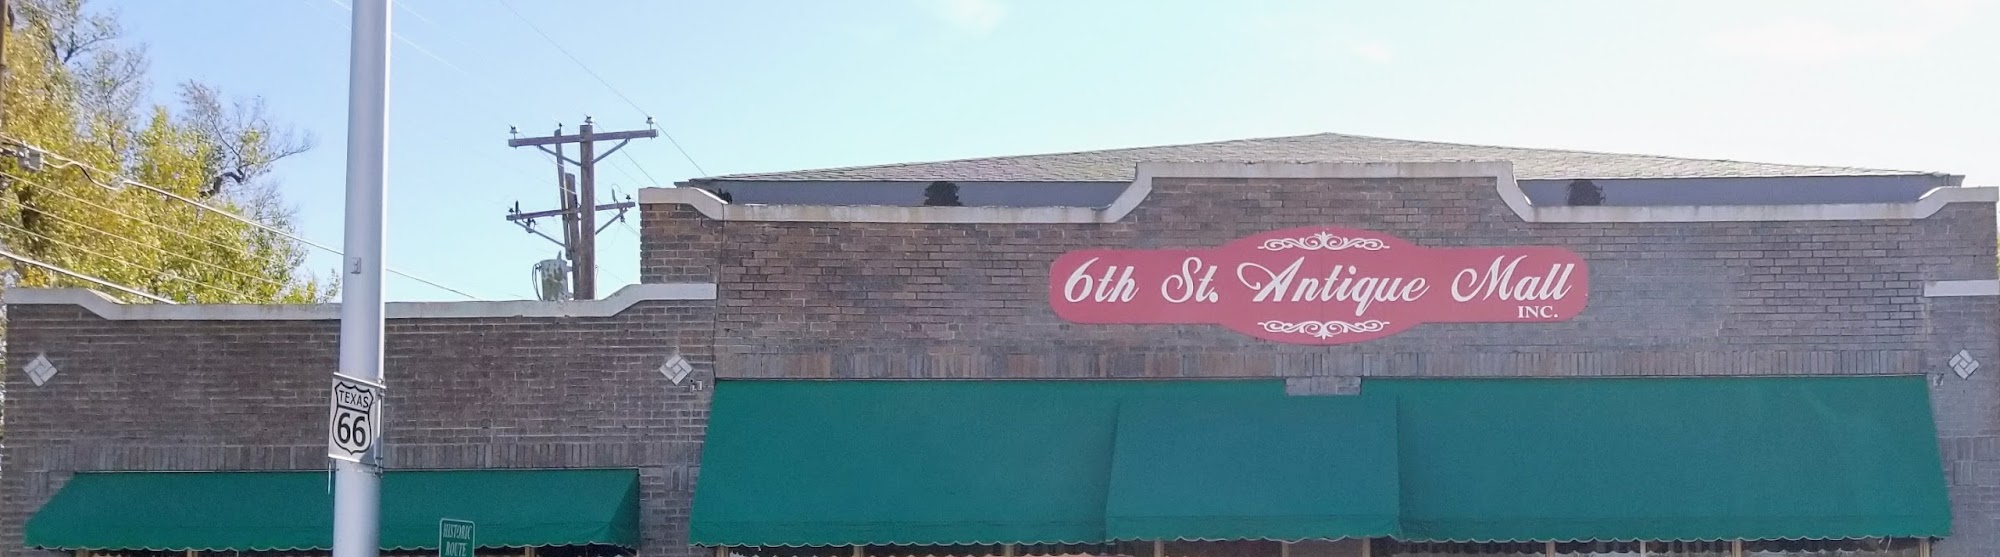 6th St. Antique Mall
INC.
TEXAS
66
HISTORIC
ROUTE